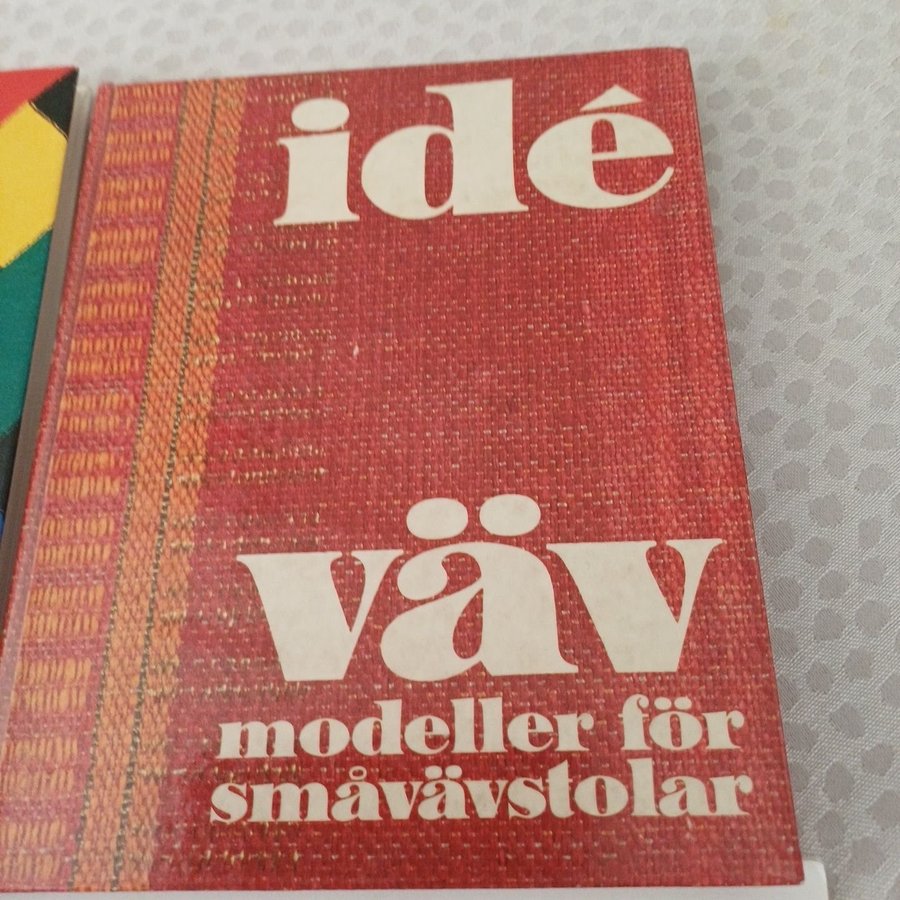 idé
väv
modeller för
småvävstolar